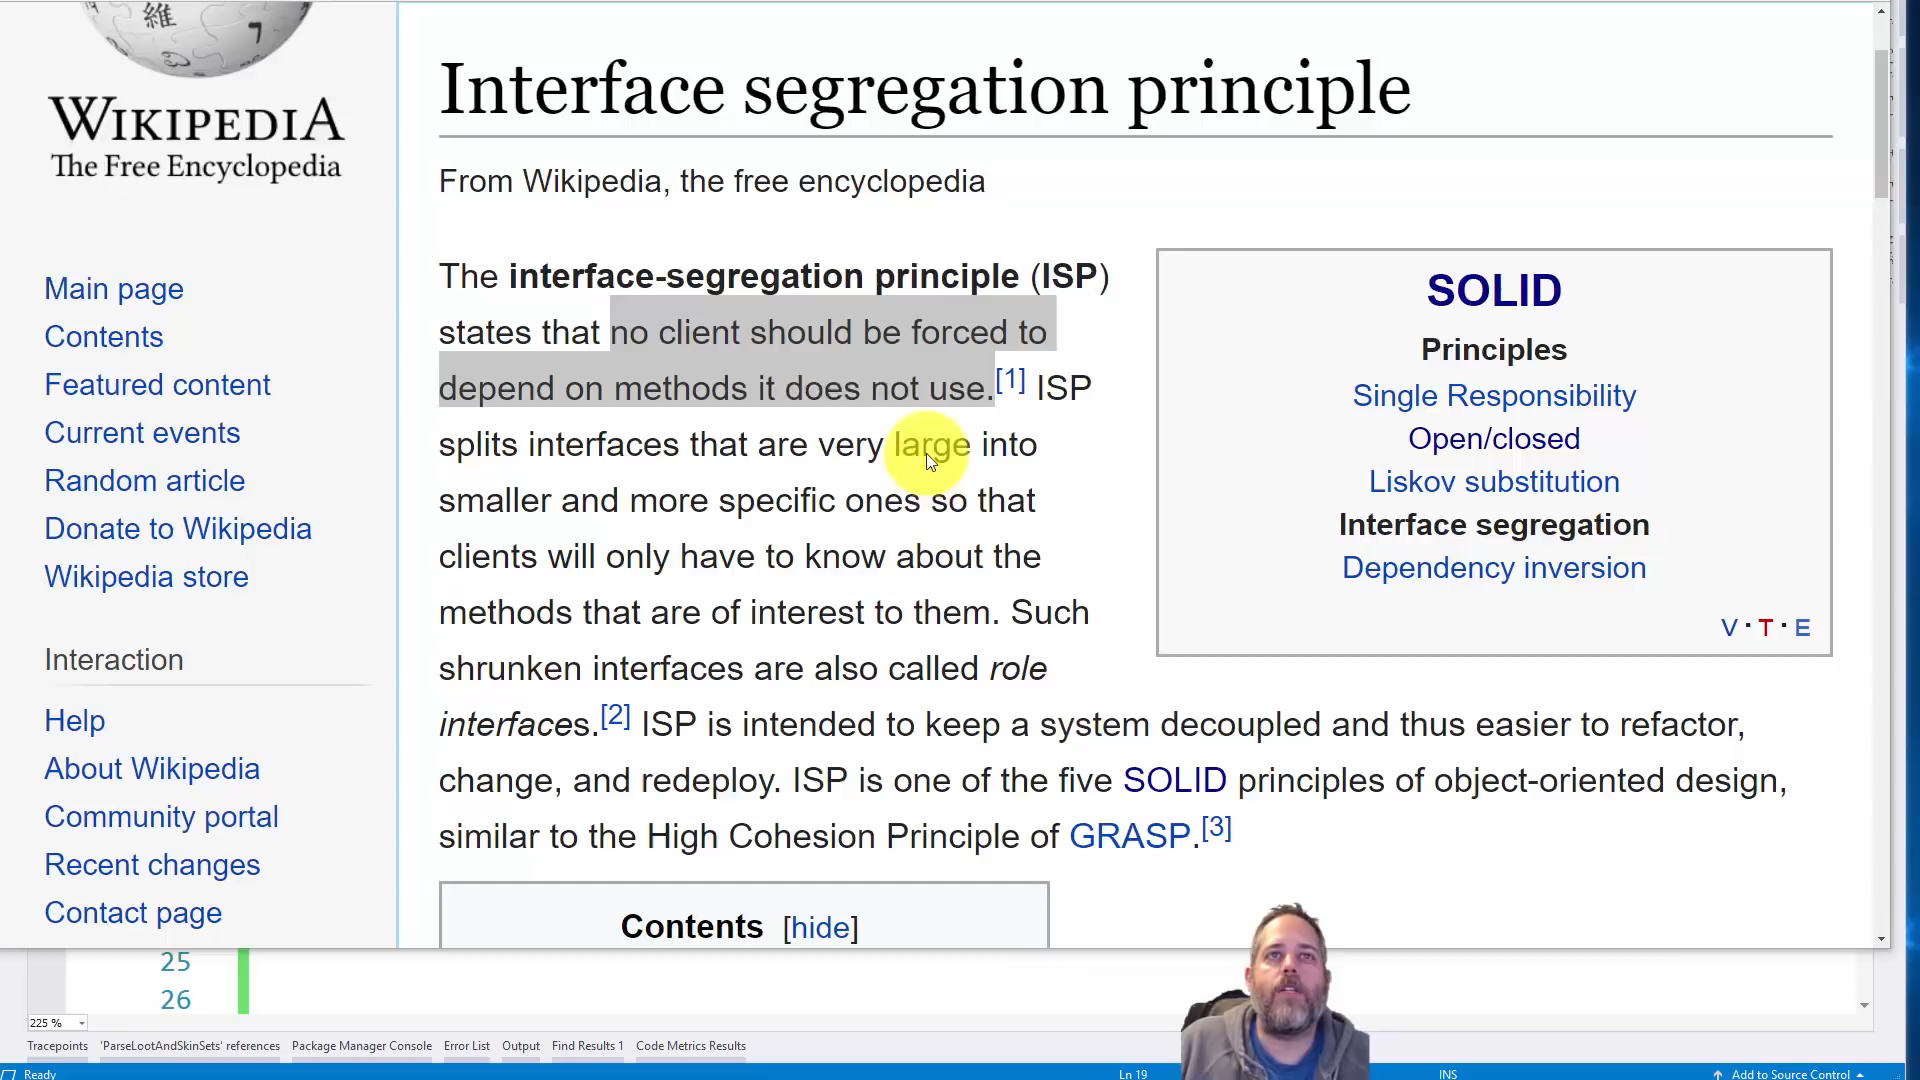 維
7
WIKIPEDIA
The Free Encyclopedia
Main page
Contents
Featured content
Current events
Random article
Donate to Wikipedia
Wikipedia store
Interaction
Help
About Wikipedia
Community portal
Recent changes
Contact page
Interface segregation principle
From Wikipedia, the free encyclopedia
The interface-segregation principle (ISP)
states that no client should be forced to
depend on methods it does not use.[1] ISP
splits interfaces that are very large into
smaller and more specific ones so that
clients will only have to know about the
methods that are of interest to them. Such
shrunken interfaces are also called role
interfaces.[2] ISP is intended to keep a system decoupled and thus easier to refactor,
change, and redeploy. ISP is one of the five SOLID principles of object-oriented design,
similar to the High Cohesion Principle of GRASP.[3]
SOLID
Principles
Single Responsibility
Open/closed
Liskov substitution
Interface segregation
Dependency inversion
V · T · E
Contents [hide]
25
26
225 %
Tracepoints 'ParseLootAndSkinSets' references Package Manager Console Error List Output Find Results 1 Code Metrics Results
Ready Ln 19 INS Add to Source Control